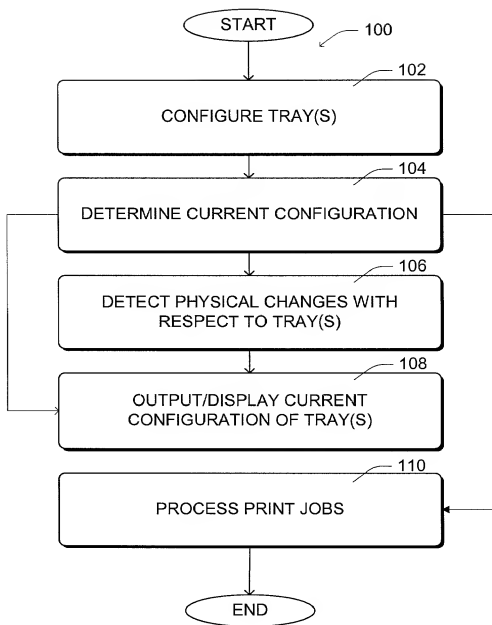 START
100
102
CONFIGURE TRAY(S)
104
DETERMINE CURRENT CONFIGURATION
106
DETECT PHYSICAL CHANGES WITH
RESPECT TO TRAY(S)
108
OUTPUT/DISPLAY CURRENT
CONFIGURATION OF TRAY(S)
110
PROCESS PRINT JOBS
END